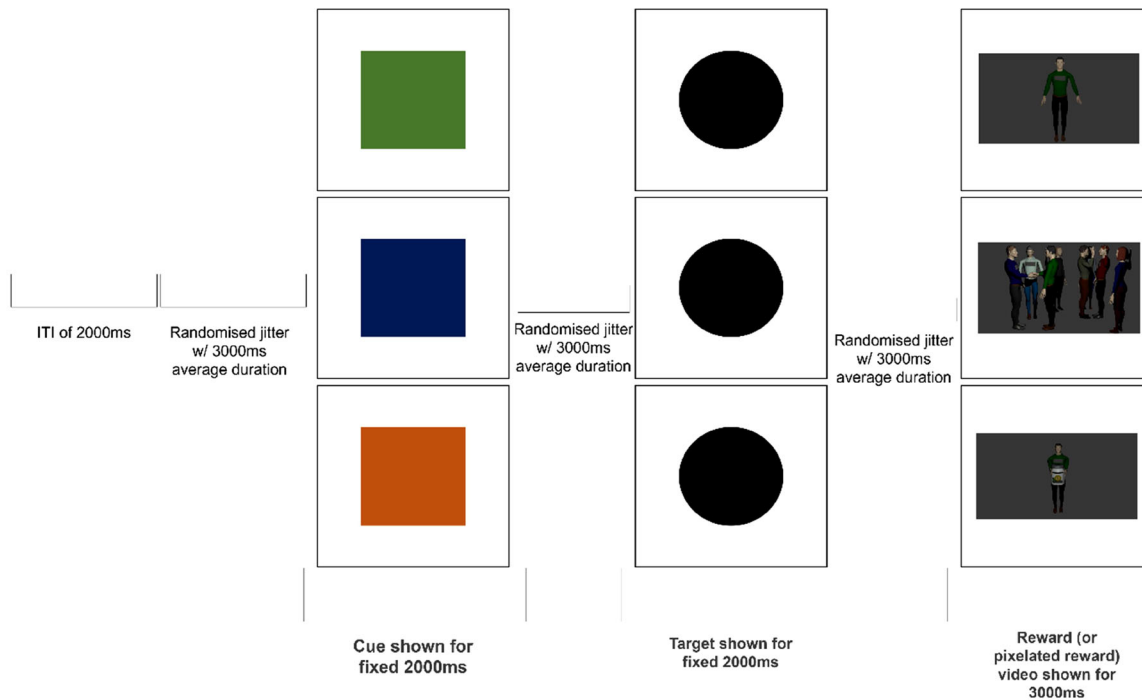 ITI of 2000ms
Randomised jitter
w/ 3000ms
average duration
Randomised jitter
w/ 3000ms
average duration
Randomised jitter
w/ 3000ms
average duration
Cue shown for
fixed 2000ms
Target shown for
fixed 2000ms
Reward (or
pixelated reward)
video shown for
3000ms